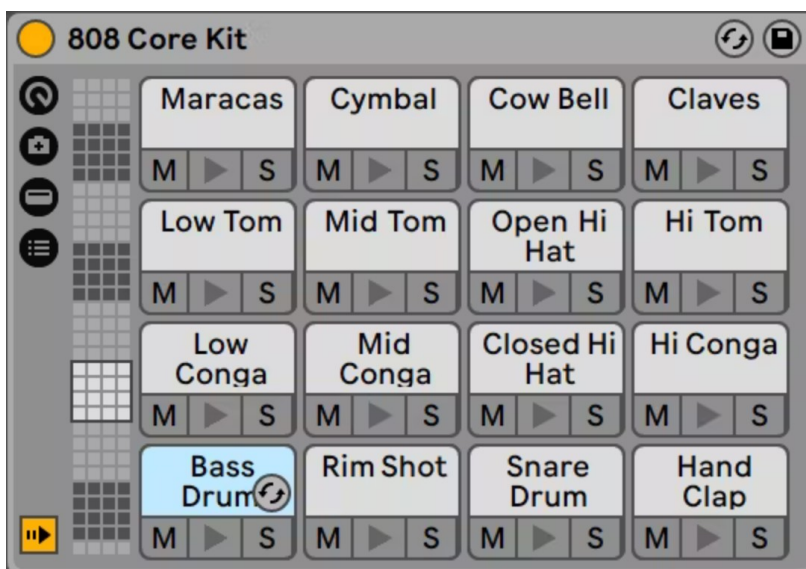 808 Core Kit
Maracas Cymbal Cow Bell Claves
M S M S M S M S
Low Tom Mid Tom Open Hi Hat Hi Tom
M S M S M S M S
Low Conga Mid Conga Closed Hi Hat Hi Conga
M S M S M S M S
Bass Drum Rim Shot Snare Drum Hand Clap
M S M S M S M S